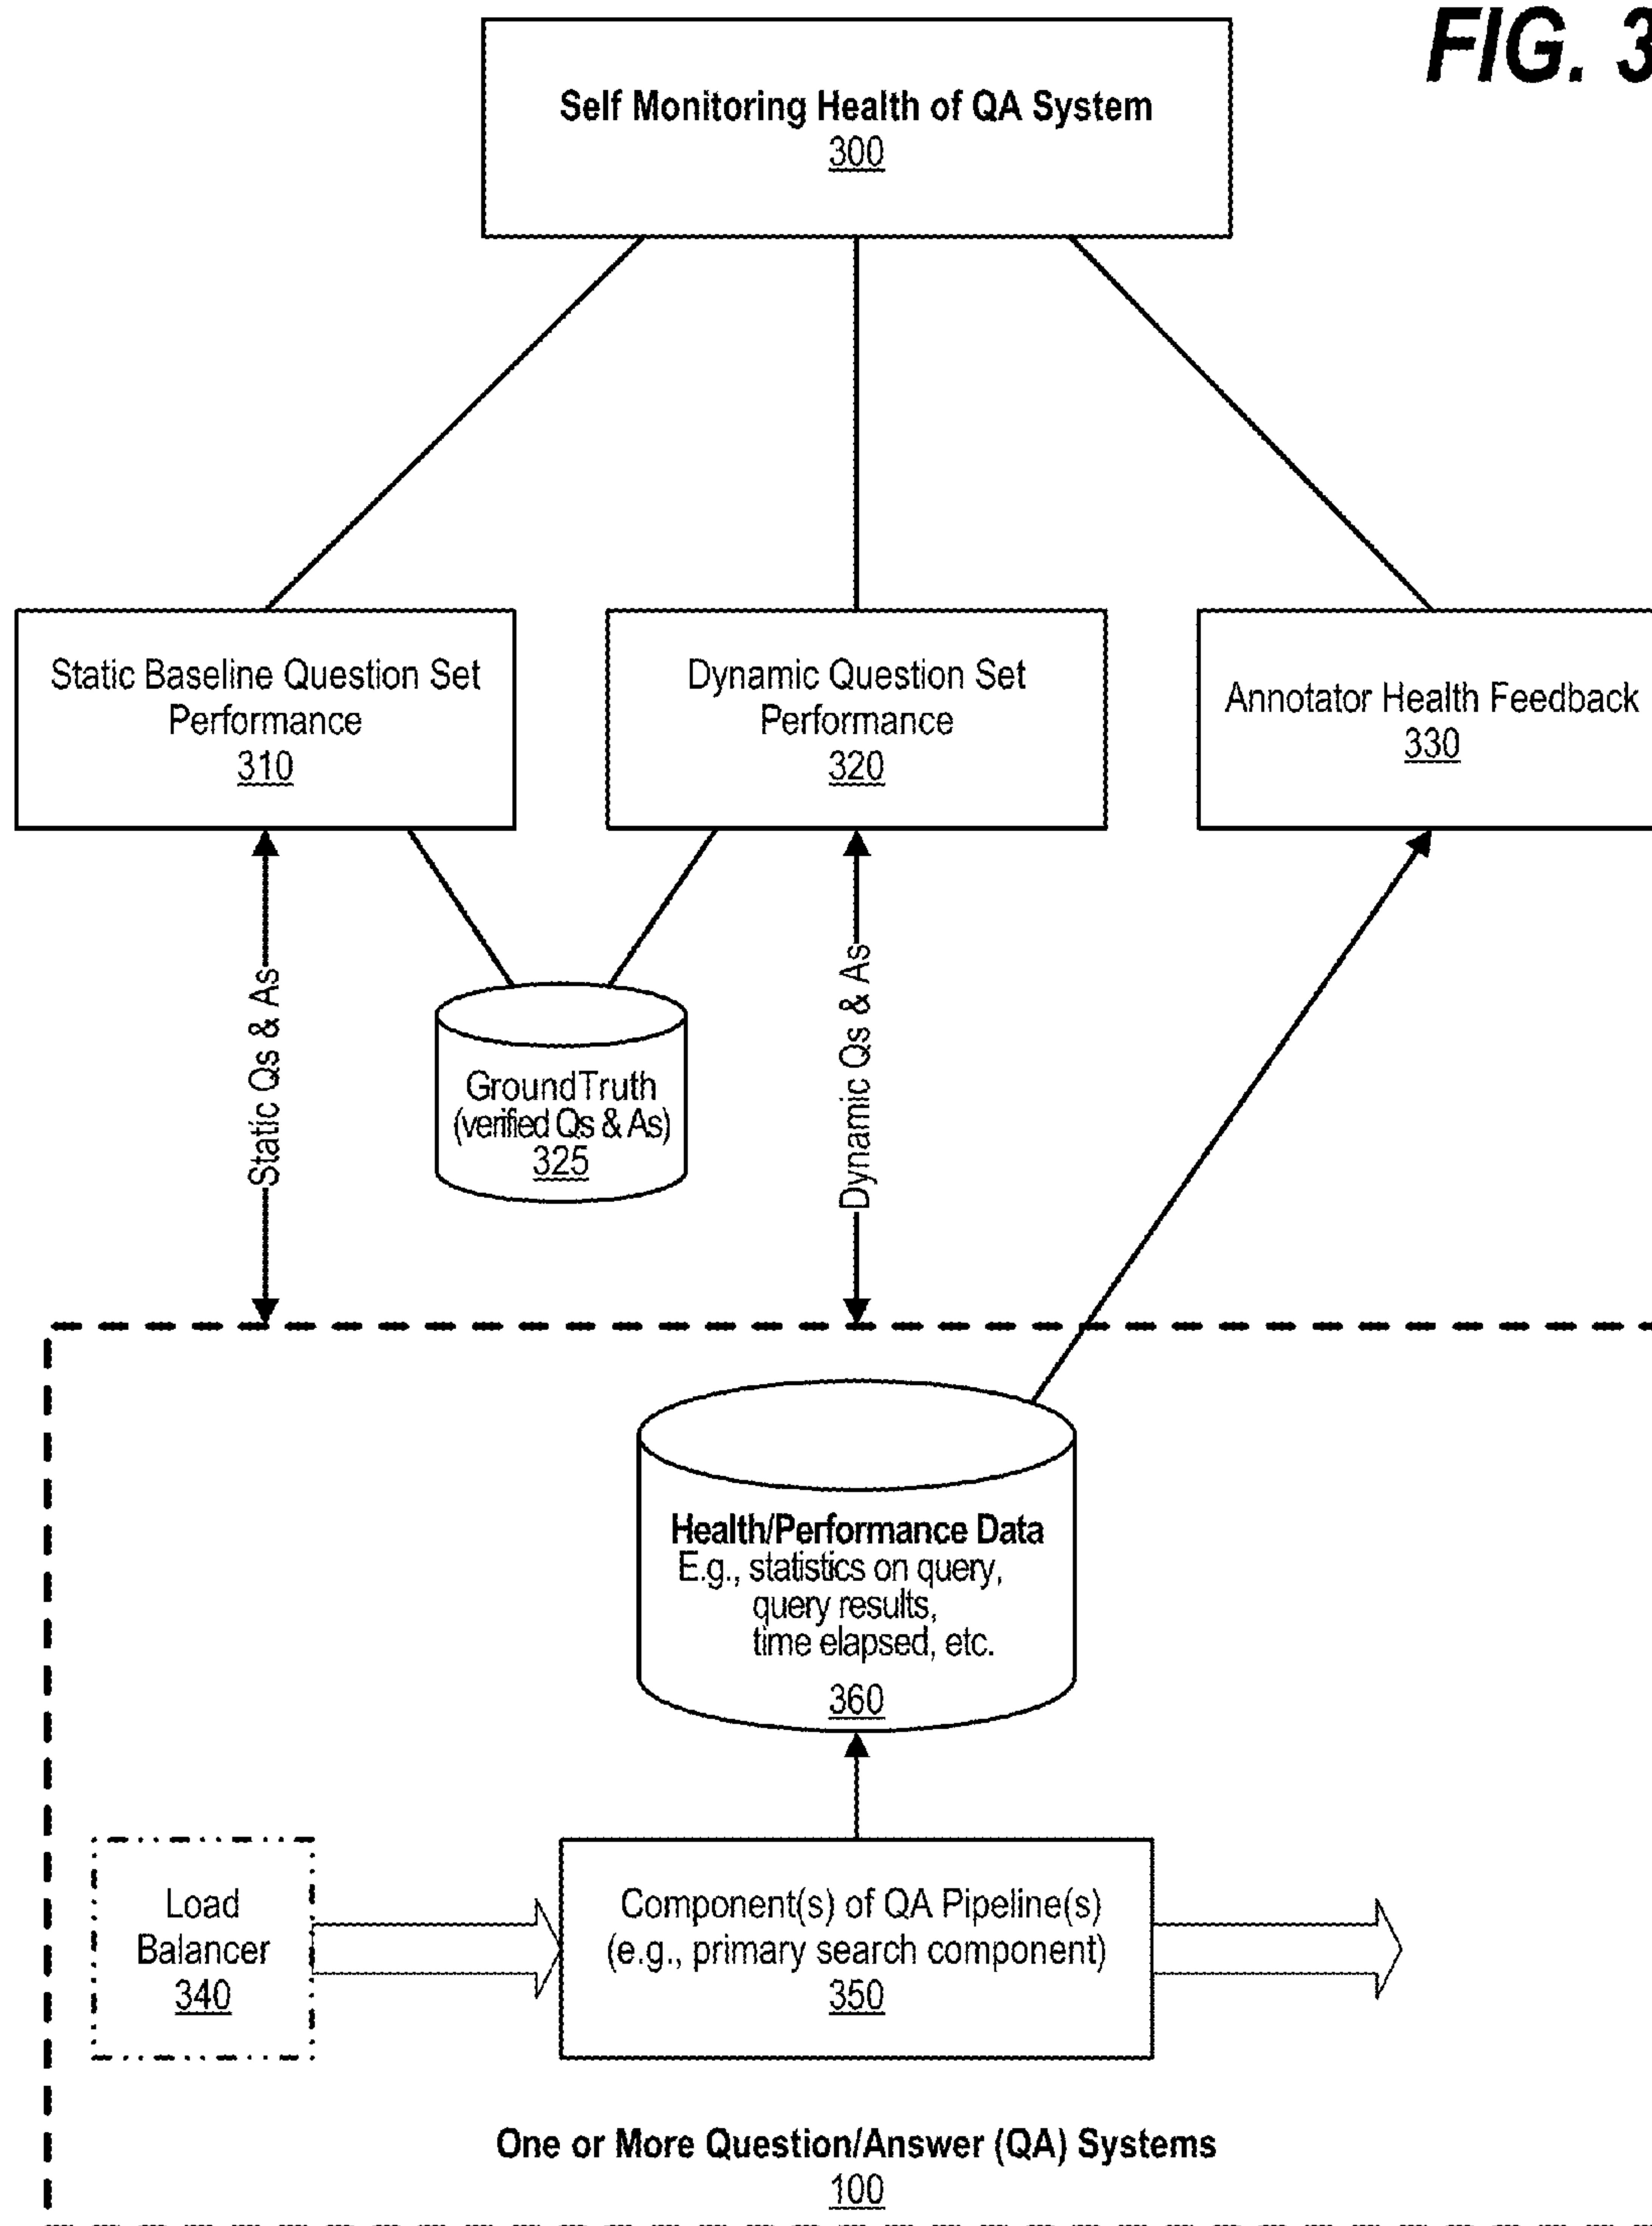 FIG. 3
Self Monitoring Health of QA System
300
Static Baseline Question Set
Performance
310
Dynamic Question Set
Performance
320
Annotator Health Feedback
330
Static Qs & As
GroundTruth
(verified Qs & As)
325
Dynamic Qs & As
Health/Performance Data
E.g., statistics on query,
query results,
time elapsed, etc.
360
Load
Balancer
340
Component(s) of QA Pipeline(s)
(e.g., primary search component)
350
One or More Question/Answer (QA) Systems
100